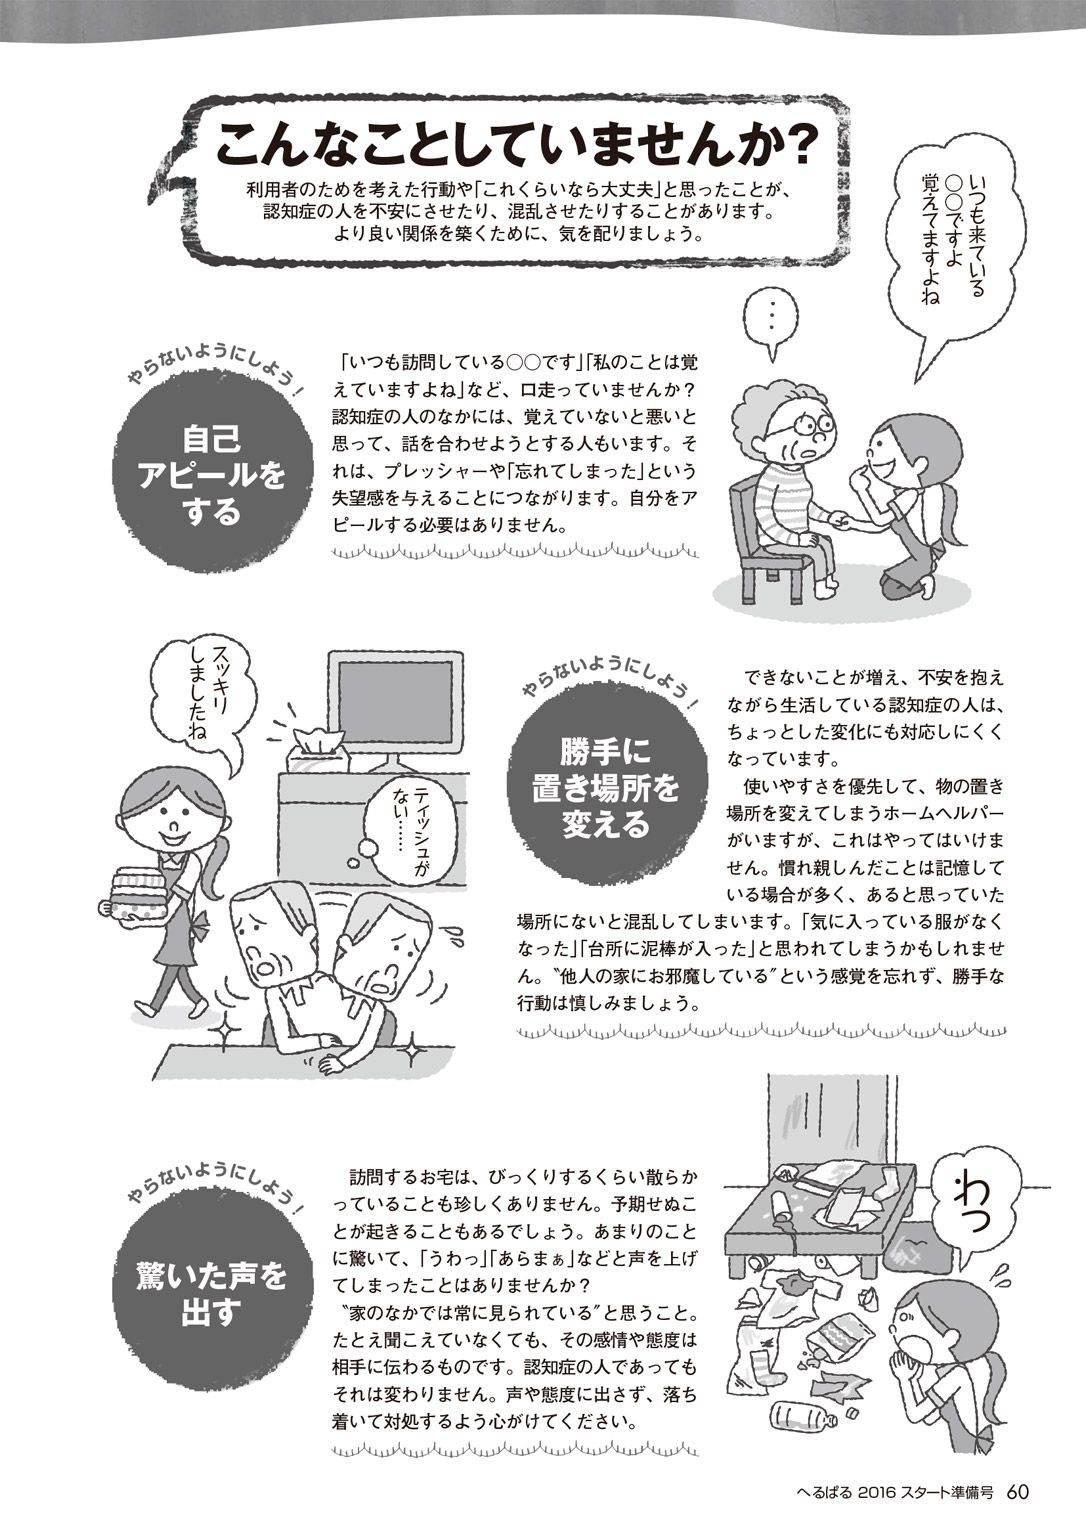 こんなことしていませんか?
利用者のためを考えた行動や「これくらいなら大丈夫」と思ったことが、
認知症の人を不安にさせたり、混乱させたりすることがあります。
より良い関係を築くために、気を配りましょう。
いつも来ている
○○ですよ
覚えてますよね
…
やらないようにしよう!
自己
アピールを
する
「いつも訪問している○○です」「私のことは覚
えていますよね」など、口走っていませんか?
認知症の人のなかには、覚えていないと悪いと
思って、話を合わせようとする人もいます。そ
れは、プレッシャーや「忘れてしまった」という
失望感を与えることにつながります。自分をア
ピールする必要はありません。
スッキリ
しましたね
ティッシュが
ない……
やらないようにしよう!
勝手に
置き場所を
変える
できないことが増え、不安を抱え
ながら生活している認知症の人は、
ちょっとした変化にも対応しにくく
なっています。
使いやすさを優先して、物の置き
場所を変えてしまうホームヘルパー
がいますが、これはやってはいけま
せん。慣れ親しんだことは記憶して
いる場合が多く、あると思っていた
場所にないと混乱してしまいます。「気に入っている服がなく
なった」「台所に泥棒が入った」と思われてしまうかもしれませ
ん。〝他人の家にお邪魔している〞という感覚を忘れず、勝手な
行動は慎しみましょう。
やらないようにしよう!
驚いた声を
出す
訪問するお宅は、びっくりするくらい散らか
っていることも珍しくありません。予期せぬこ
とが起きることもあるでしょう。あまりのこと
に驚いて、「うわっ」「あらまぁ」などと声を上げ
てしまったことはありませんか?
〝家のなかでは常に見られている〞と思うこと。
たとえ聞こえていなくても、その感情や態度は
相手に伝わるものです。認知症の人であっても
それは変わりません。声や態度に出さず、落ち
着いて対処するよう心がけてください。
わっ
へるぱる 2016 スタート準備号 60